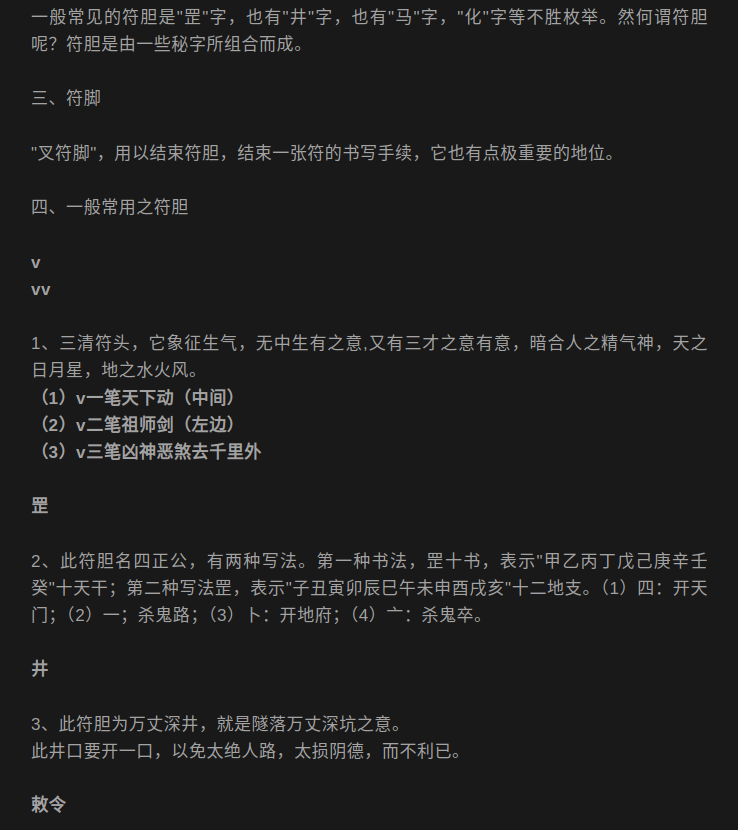 一般常见的符胆是"罡"字，也有"井"字，也有"马"字，"化"字等不胜枚举。然何谓符胆
呢？符胆是由一些秘字所组合而成。
三、符脚
"叉符脚"，用以结束符胆，结束一张符的书写手续，它也有点极重要的地位。
四、一般常用之符胆
v
vv
1、三清符头，它象征生气，无中生有之意,又有三才之意有意，暗合人之精气神，天之
日月星，地之水火风。
（1）v一笔天下动（中间）
（2）v二笔祖师剑（左边）
（3）v三笔凶神恶煞去千里外
罡
2、此符胆名四正公，有两种写法。第一种书法，罡十书，表示"甲乙丙丁戊己庚辛壬
癸"十天干；第二种写法罡，表示"子丑寅卯辰巳午未申酉戌亥"十二地支。（1）四：开天
门；（2）一；杀鬼路；（3）卜：开地府；（4）亠：杀鬼卒。
井
3、此符胆为万丈深井，就是隧落万丈深坑之意。
此井口要开一口，以免太绝人路，太损阴德，而不利已。
敕令